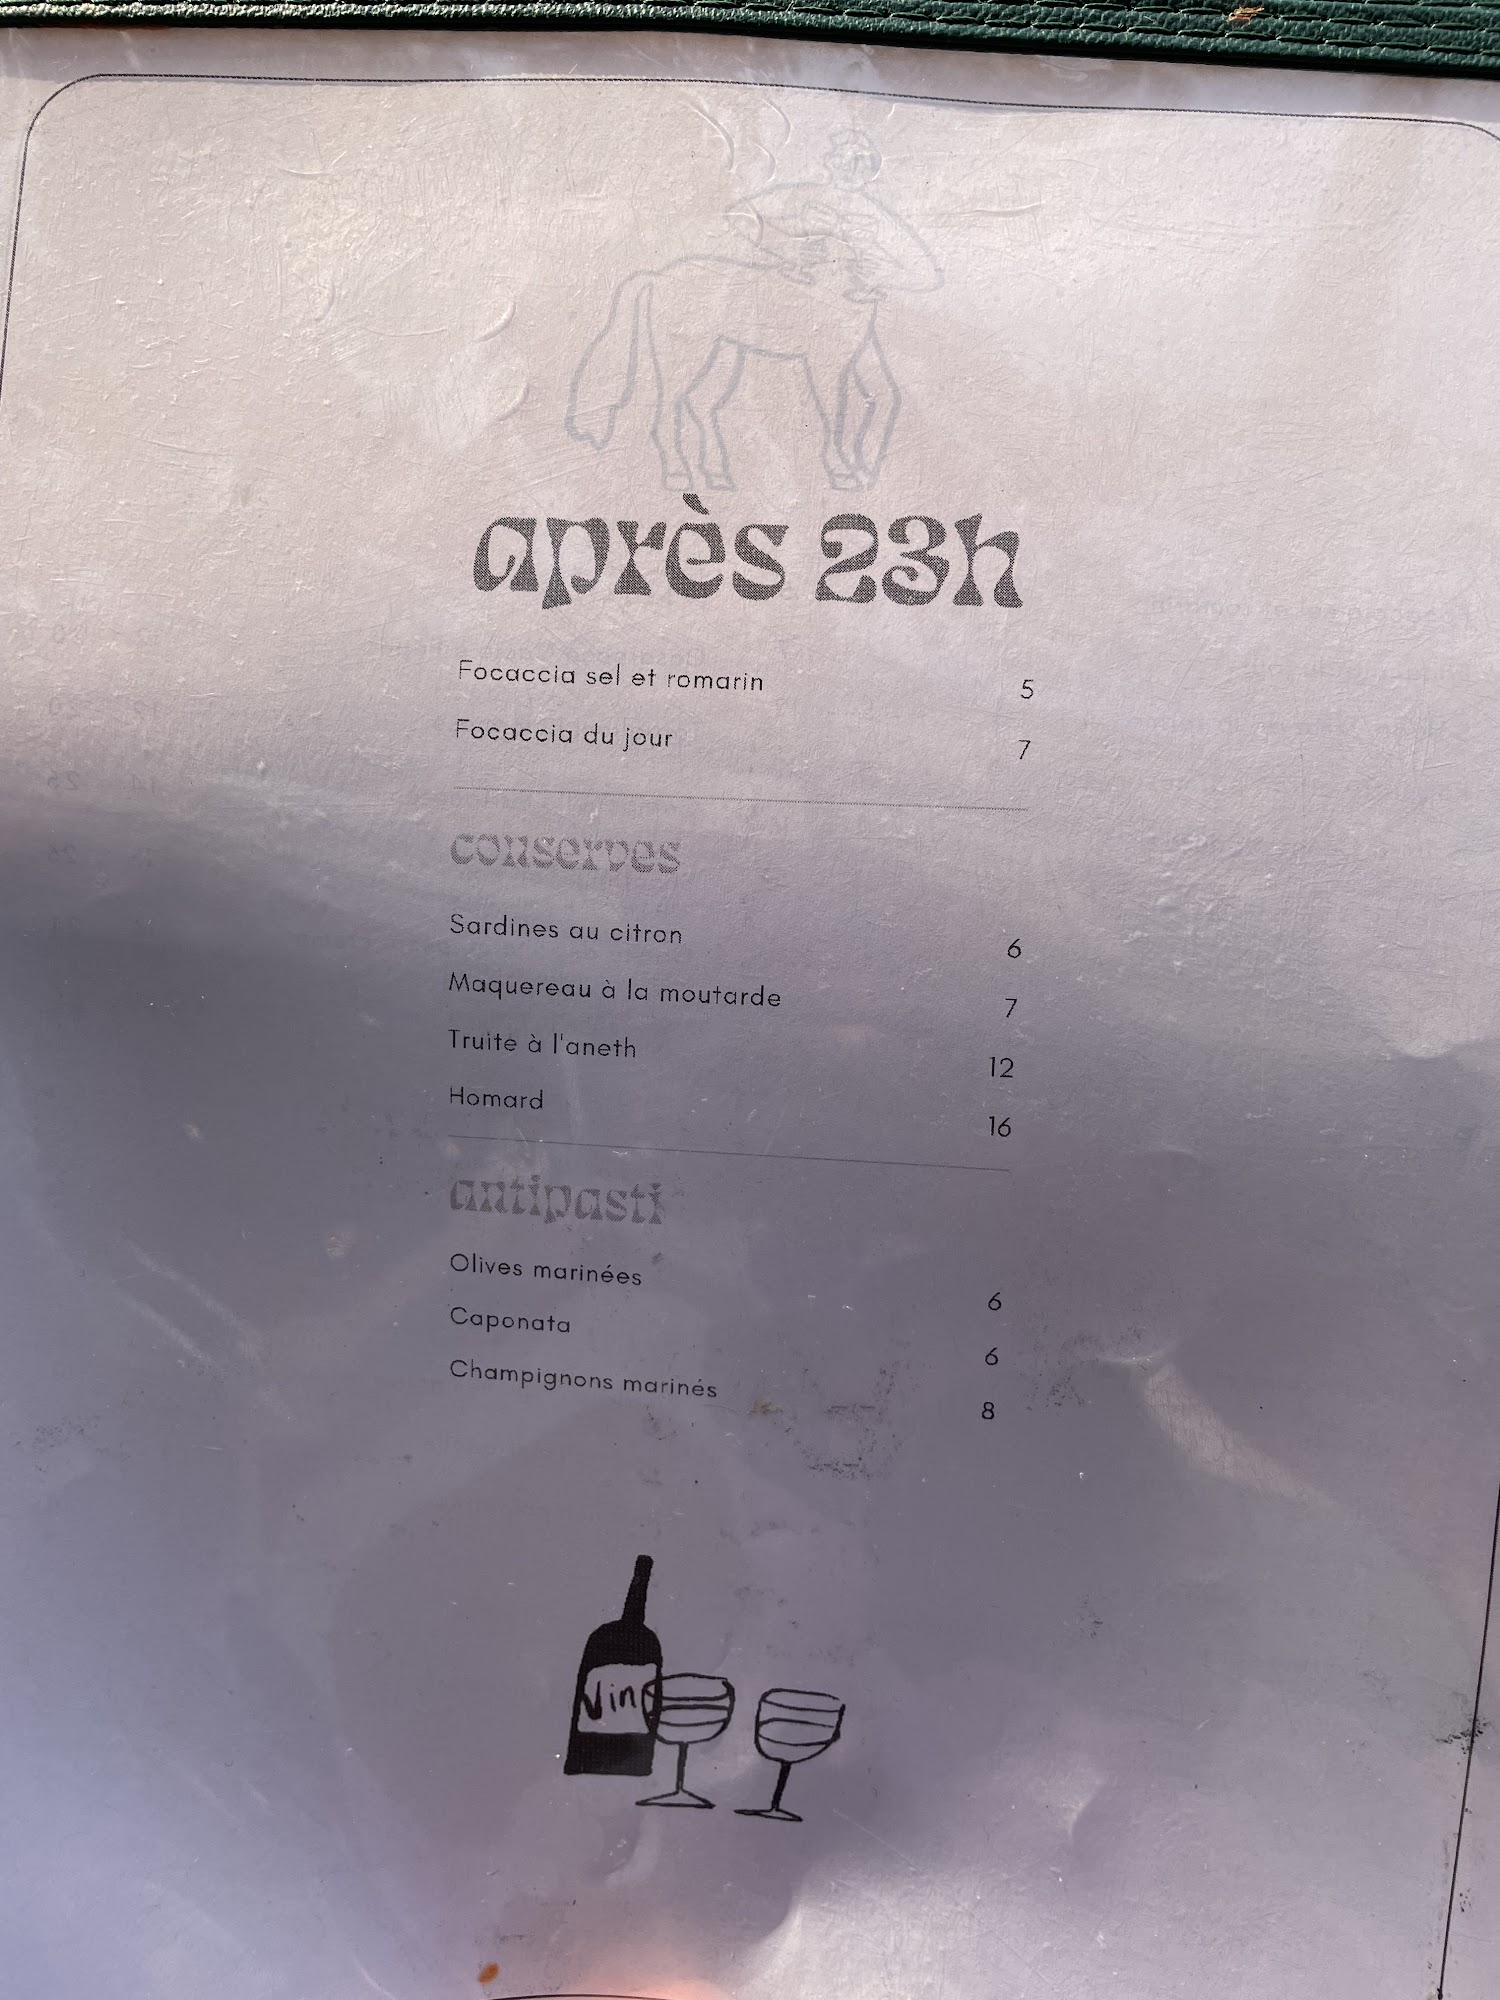 après 23h
Focaccia sel et romarin 5
Focaccia du jour 7
conserves
Sardines au citron 6
Maquereau à la moutarde 7
Truite à l'aneth 12
Homard 16
antipasti
Olives marinées 6
Caponata 6
Champignons marinés 8
Vin